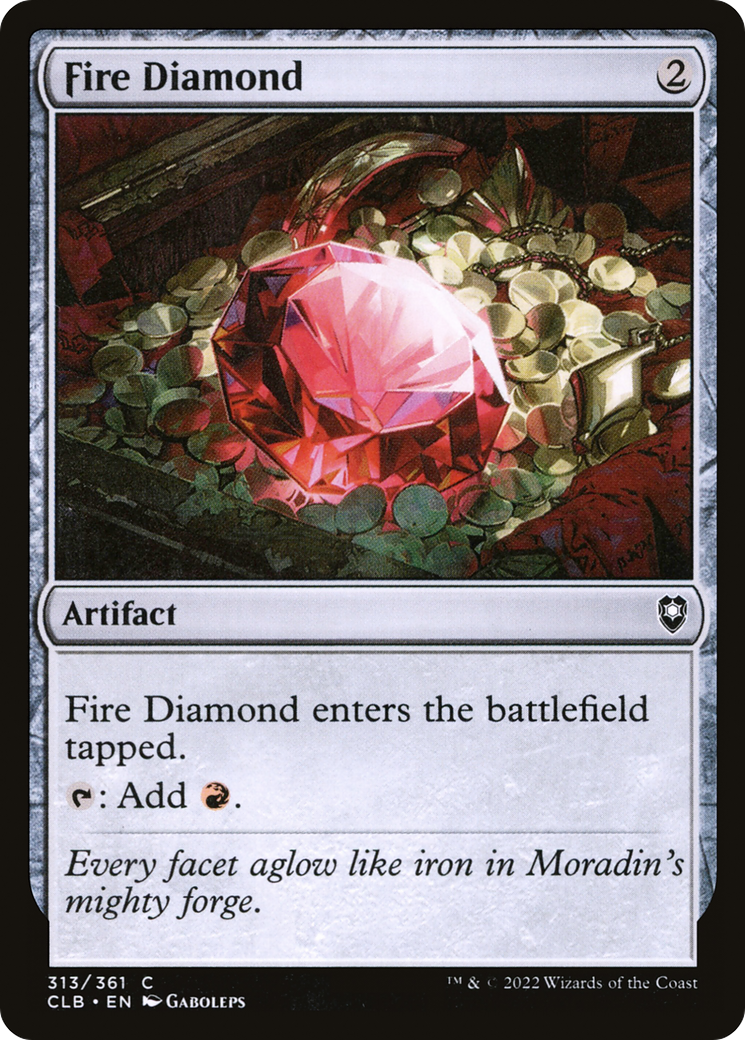 Fire Diamond 2
Artifact
Fire Diamond enters the battlefield
tapped.
: Add .
Every facet aglow like iron in Moradin's
mighty forge.
313/361 C
CLB • EN Gaboleps
™ & © 2022 Wizards of the Coast